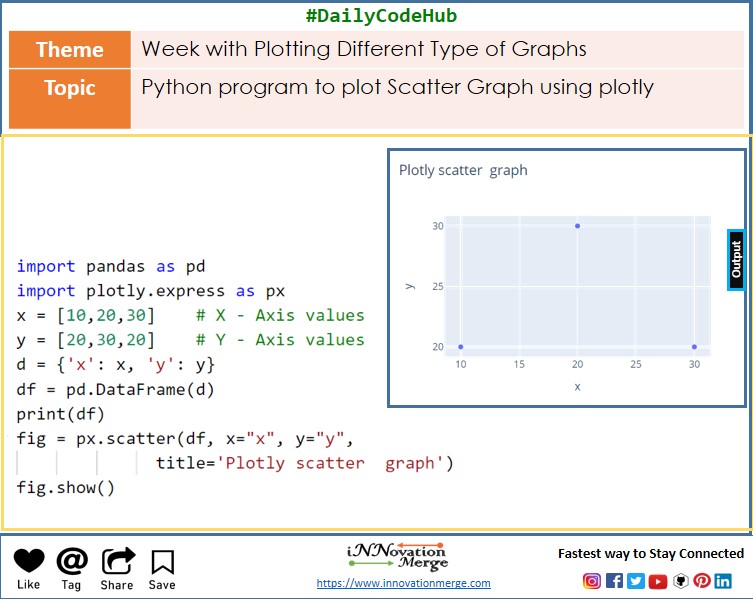 #DailyCodeHub
Theme
Week with Plotting Different Type of Graphs
Topic
Python program to plot Scatter Graph using plotly
import pandas as pd
import plotly.express as px
x = [10,20,30]    # X - Axis values
y = [20,30,20]    # Y - Axis values
d = {'x': x, 'y': y}
df = pd.DataFrame(d)
print(df)
fig = px.scatter(df, x="x", y="y",
              title='Plotly scatter  graph')
fig.show()
Plotly scatter  graph
30
25
20
y
10 15 20 25 30
x
Output
Like Tag Share Save
iNNovation
Merge
https://www.innovationmerge.com
Fastest way to Stay Connected